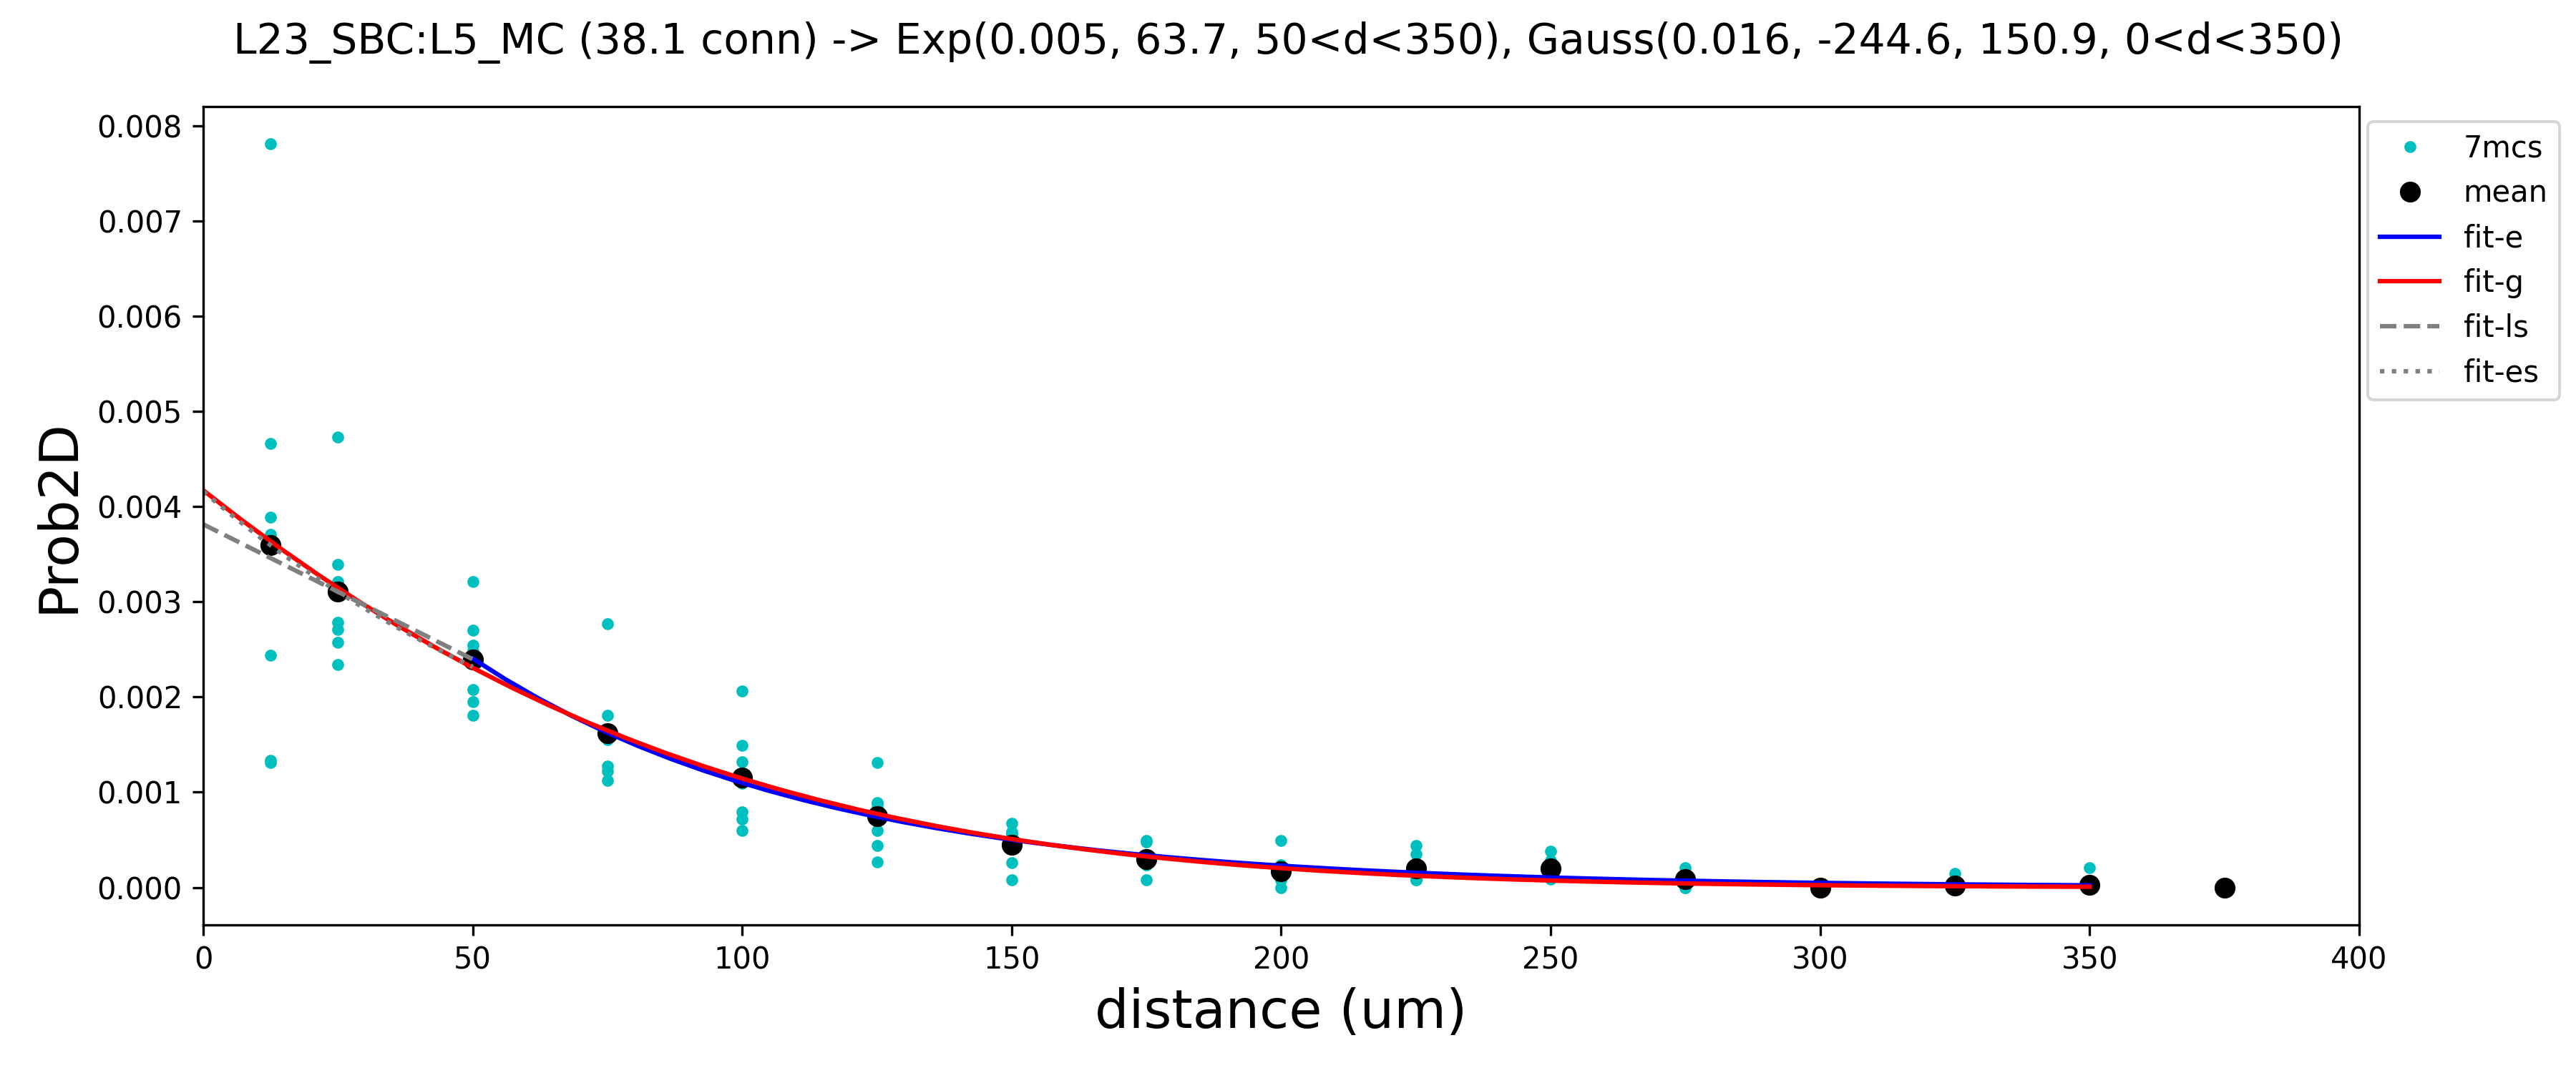 L23_SBC:L5_MC (38.1 conn) -> Exp(0.005, 63.7, 50<d<350), Gauss(0.016, -244.6, 150.9, 0<d<350)
0.008
0.007
0.006
0.005
0.004
0.003
0.002
0.001
0.000
Prob2D
0 50 100 150 200 250 300 350 400
distance (um)
7mcs
mean
fit-e
fit-g
fit-ls
fit-es